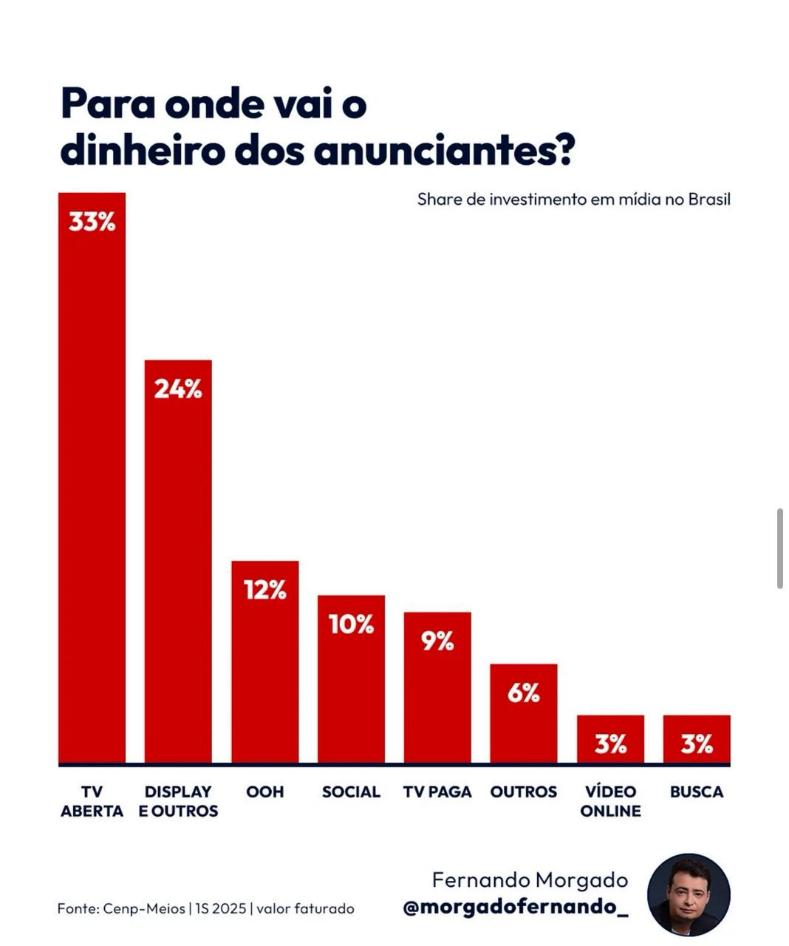 Para onde vai o
dinheiro dos anunciantes?
Share de investimento em mídia no Brasil
33%
24%
12%
10%
9%
6%
3%
3%
TV
ABERTA
DISPLAY
E OUTROS
OOH
SOCIAL
TV PAGA
OUTROS
VÍDEO
ONLINE
BUSCA
Fernando Morgado
@morgadofernando_
Fonte: Cenp-Meios | 1S 2025 | valor faturado